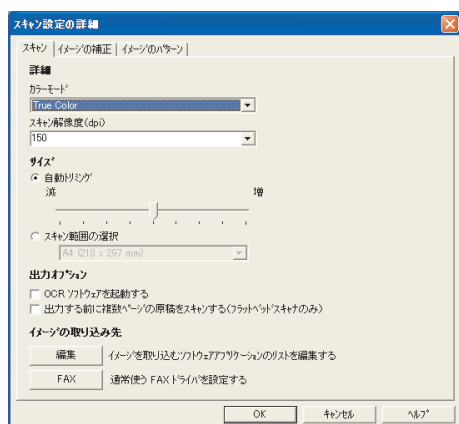 スキャン設定の詳細
スキャン イメージの補正 イメージのパターン
詳細
カラーモード
True Color
スキャン解像度(dpi)
150
サイズ
自動トリミング
減 増
スキャン範囲の選択
A4 (210 x 297 mm)
出力オプション
OCR ソフトウェアを起動する
出力する前に複数ページの原稿をスキャンする(フラットベッドスキャナのみ)
イメージの取り込み先
編集 イメージを取り込むソフトウェアアプリケーションのリストを編集する
FAX 通常使う FAX ドライバを設定する
OK キャンセル ヘルプ